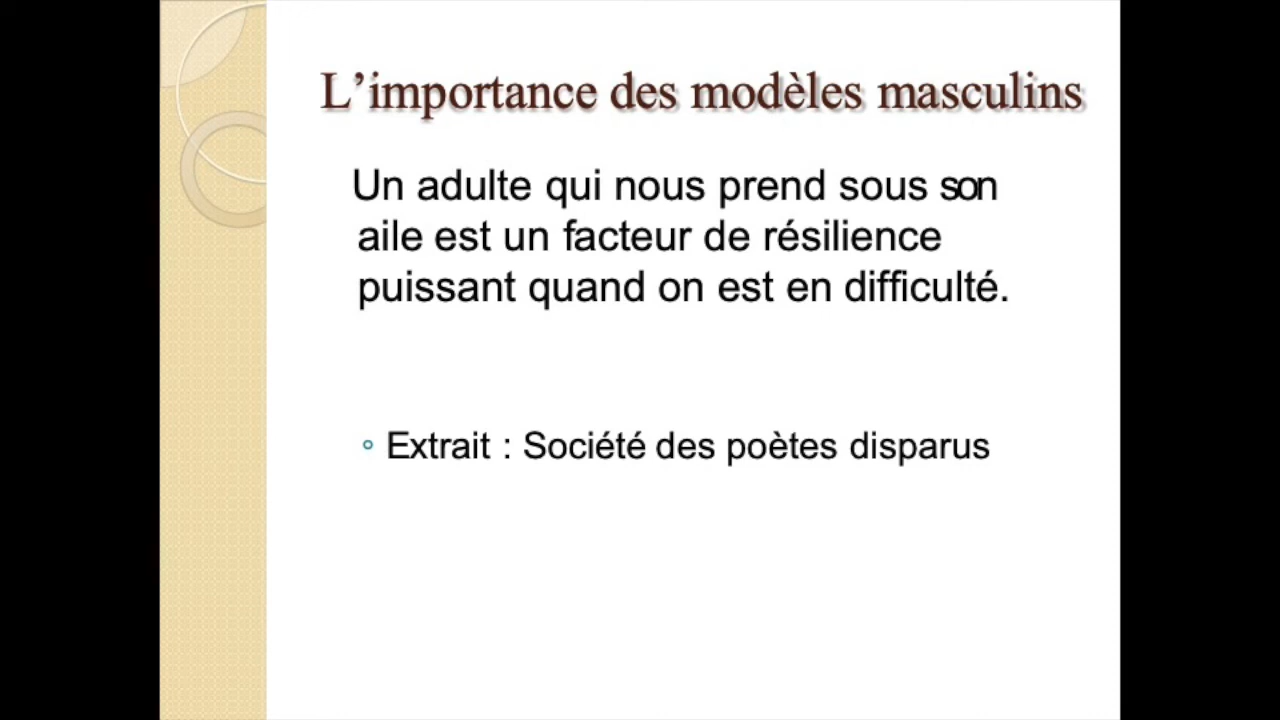 L’importance des modèles masculins
Un adulte qui nous prend sous son
aile est un facteur de résilience
puissant quand on est en difficulté.
◦ Extrait : Société des poètes disparus